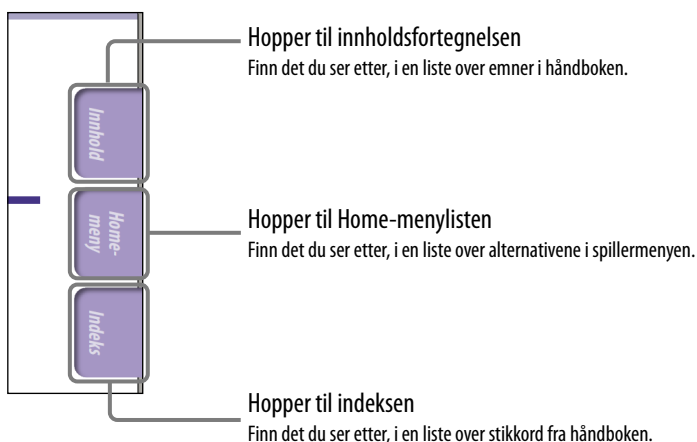 Innhold
Hopper til innholdsfortegnelsen
Finn det du ser etter, i en liste over emner i håndboken.
Home-
meny
Hopper til Home-menylisten
Finn det du ser etter, i en liste over alternativene i spillermenyen.
Indeks
Hopper til indeksen
Finn det du ser etter, i en liste over stikkord fra håndboken.